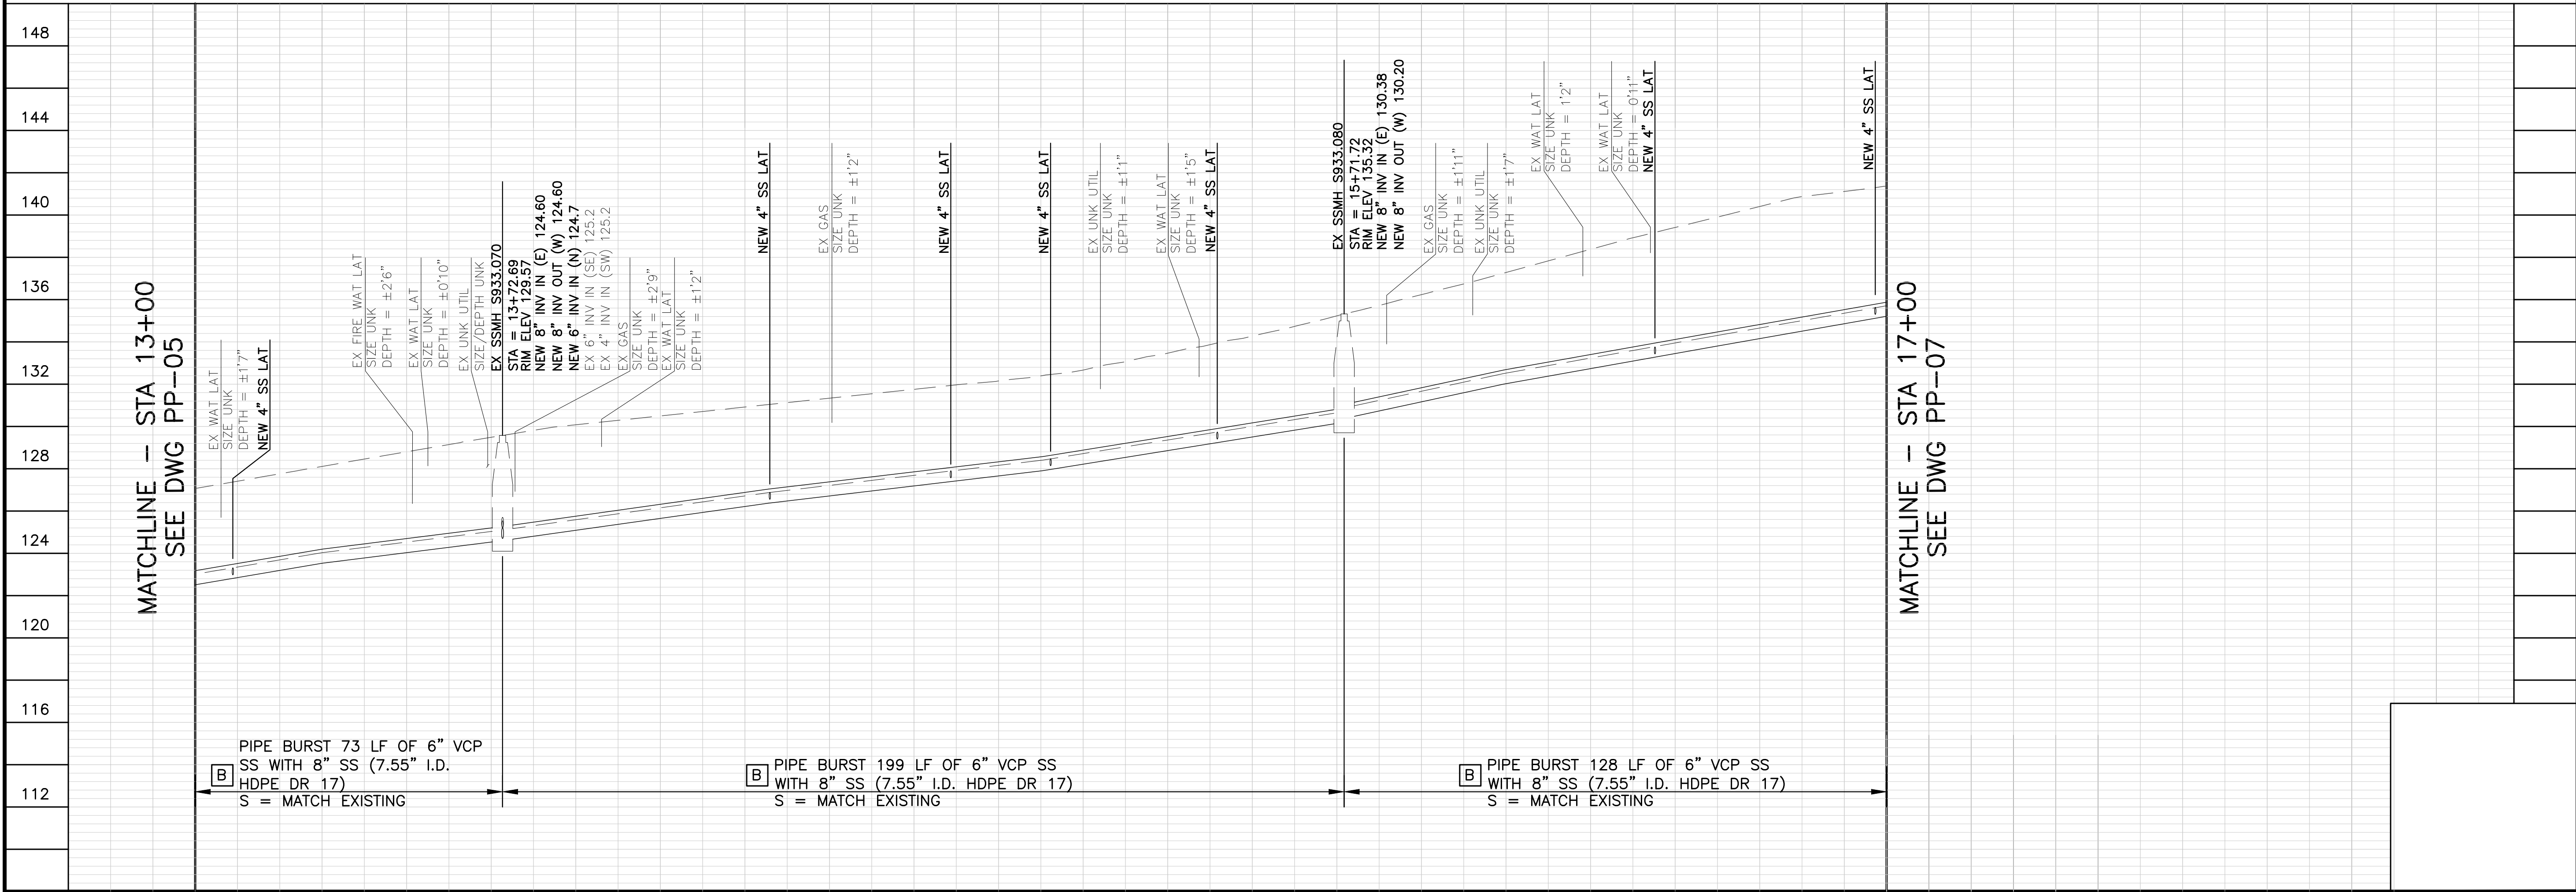 148
144
140
136
132
128
124
120
116
112
MATCHLINE – STA 13+00
SEE DWG PP–05
EX WAT LAT
SIZE UNK
DEPTH = ±1'7"
NEW 4" SS LAT
EX FIRE WAT LAT
SIZE UNK
DEPTH = ±2'6"
EX WAT LAT
SIZE UNK
DEPTH = ±0'10"
EX UNK UTIL
SIZE/DEPTH UNK
EX SSMH S933.070
STA = 13+72.69
RIM ELEV 129.57
NEW 8" INV IN (E) 124.60
NEW 8" INV OUT (W) 124.60
NEW 6" INV IN (N) 124.7
EX 6" INV IN (SE) 125.2
EX 4" INV IN (SW) 125.2
EX GAS
SIZE UNK
DEPTH = ±2'9"
EX WAT LAT
SIZE UNK
DEPTH = ±1'2"
NEW 4" SS LAT
EX GAS
SIZE UNK
DEPTH = ±1'2"
NEW 4" SS LAT
NEW 4" SS LAT
EX UNK UTIL
SIZE UNK
DEPTH = ±1'1"
EX WAT LAT
SIZE UNK
DEPTH = ±1'5"
NEW 4" SS LAT
EX SSMH S933.080
STA = 15+71.72
RIM ELEV 135.32
NEW 8" INV IN (E) 130.38
NEW 8" INV OUT (W) 130.20
EX GAS
SIZE UNK
DEPTH = ±1'11"
EX UNK UTIL
SIZE UNK
DEPTH = ±1'7"
EX WAT LAT
SIZE UNK
DEPTH = 1'2"
EX WAT LAT
SIZE UNK
DEPTH = 0'11"
NEW 4" SS LAT
NEW 4" SS LAT
MATCHLINE – STA 17+00
SEE DWG PP–07
B
PIPE BURST 73 LF OF 6" VCP
SS WITH 8" SS (7.55" I.D.
HDPE DR 17)
S = MATCH EXISTING
B
PIPE BURST 199 LF OF 6" VCP SS
WITH 8" SS (7.55" I.D. HDPE DR 17)
S = MATCH EXISTING
B
PIPE BURST 128 LF OF 6" VCP SS
WITH 8" SS (7.55" I.D. HDPE DR 17)
S = MATCH EXISTING